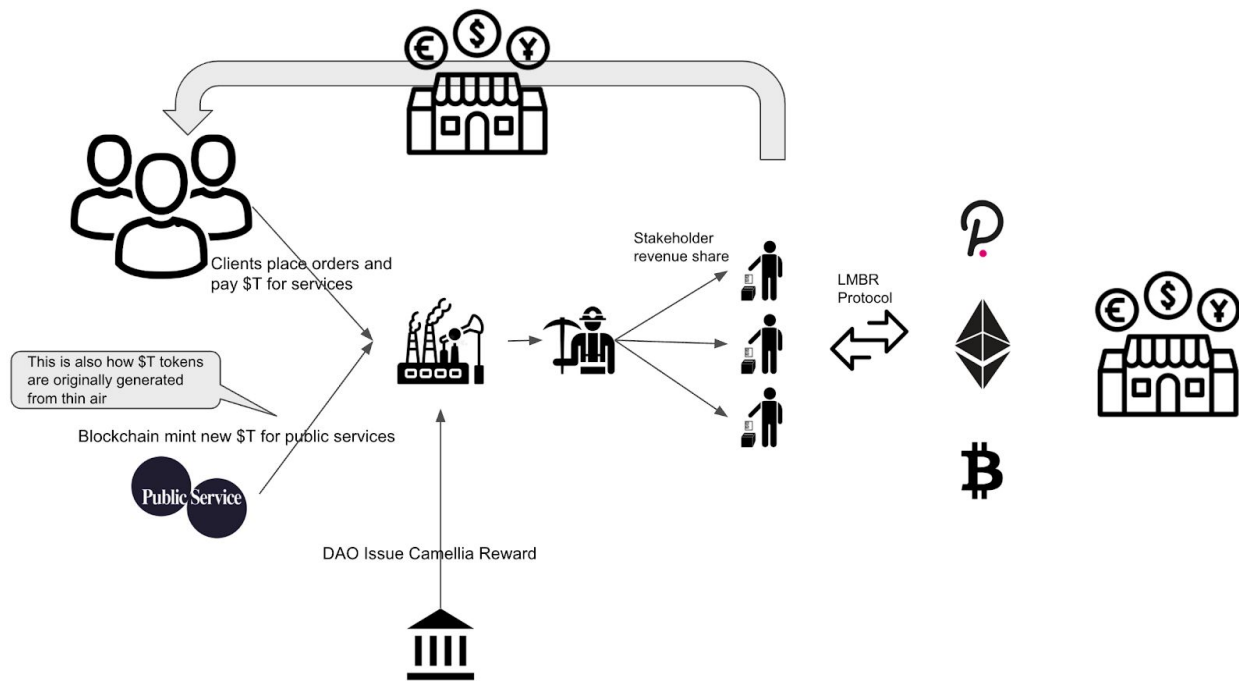 € $ ¥
Clients place orders and
pay $T for services
Stakeholder
revenue share
LMBR
Protocol
€ $ ¥
This is also how $T tokens
are originally generated
from thin air
Blockchain mint new $T for public services
Public Service
DAO Issue Camellia Reward